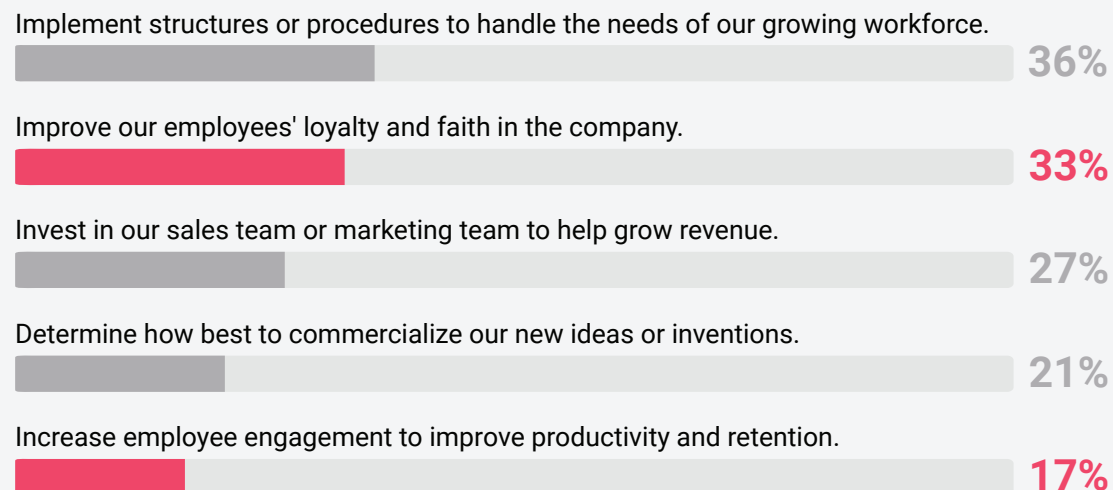 Implement structures or procedures to handle the needs of our growing workforce.
36%
Improve our employees' loyalty and faith in the company.
33%
Invest in our sales team or marketing team to help grow revenue.
27%
Determine how best to commercialize our new ideas or inventions.
21%
Increase employee engagement to improve productivity and retention.
17%